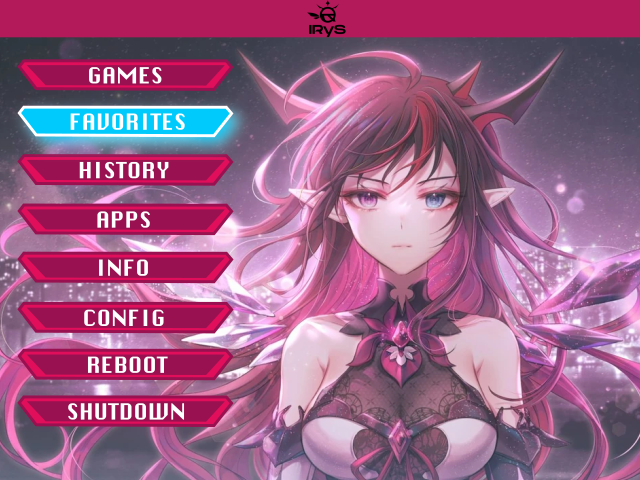 IRyS
GAMES
FAVORITES
HISTORY
APPS
INFO
CONFIG
REBOOT
SHUTDOWN